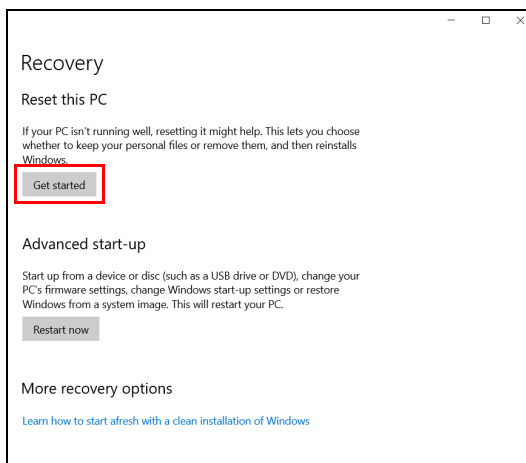 Recovery
Reset this PC
If your PC isn't running well, resetting it might help. This lets you choose
whether to keep your personal files or remove them, and then reinstalls
Windows.
Get started
Advanced start-up
Start up from a device or disc (such as a USB drive or DVD), change your
PC's firmware settings, change Windows start-up settings or restore
Windows from a system image. This will restart your PC.
Restart now
More recovery options
Learn how to start afresh with a clean installation of Windows